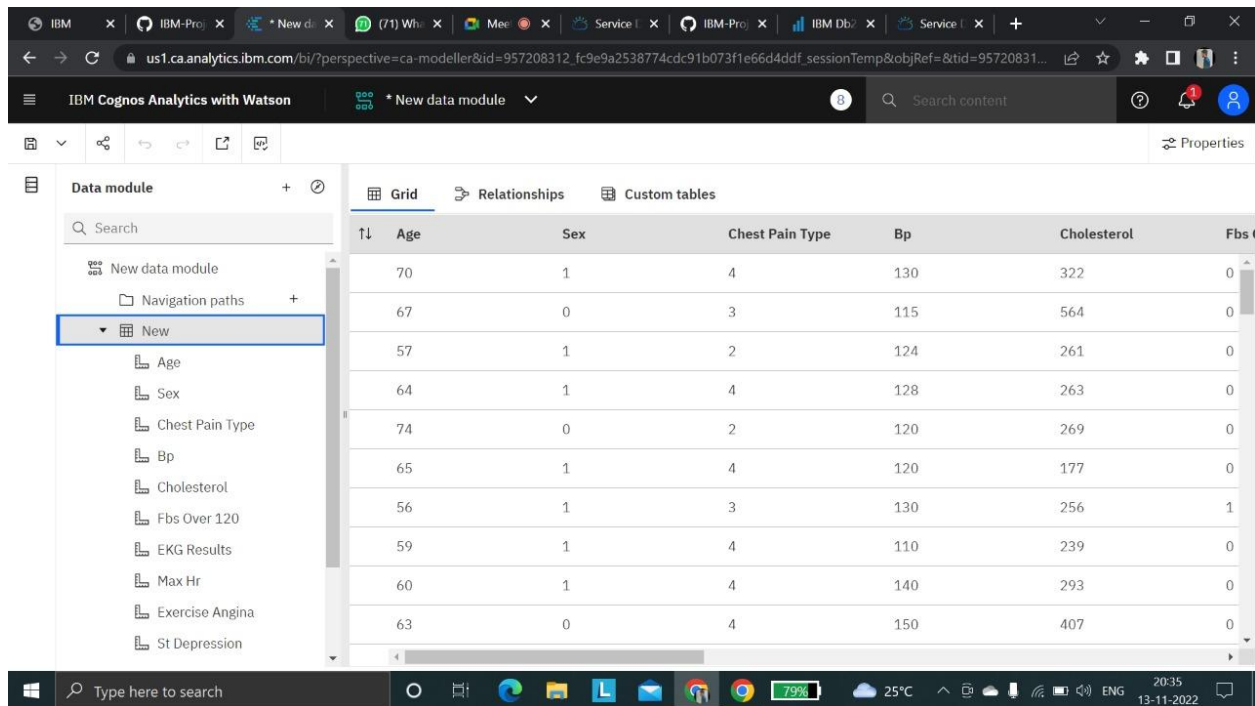 IBM IBM-Proj * New da (71) Wha Mee Service IBM-Proj IBM Db2 Service
us1.ca.analytics.ibm.com/bi/?perspective=ca-modeller&id=957208312_fc9e9a2538774cdc91b073f1e66d4ddf_sessionTemp&objRef=&tid=95720831...
IBM Cognos Analytics with Watson * New data module 8 Search content 1
Properties
Data module
Grid Relationships Custom tables
Search
Age Sex Chest Pain Type Bp Cholesterol Fbs
New data module
70 1 4 130 322 0
Navigation paths +
67 0 3 115 564 0
New
57 1 2 124 261 0
Age
64 1 4 128 263 0
Sex
74 0 2 120 269 0
Chest Pain Type
65 1 4 120 177 0
Bp
56 1 3 130 256 1
Cholesterol
59 1 4 110 239 0
Fbs Over 120
60 1 4 140 293 0
EKG Results
63 0 4 150 407 0
Max Hr
Exercise Angina
St Depression
Type here to search L 79% 25°C ENG 20:35
13-11-2022